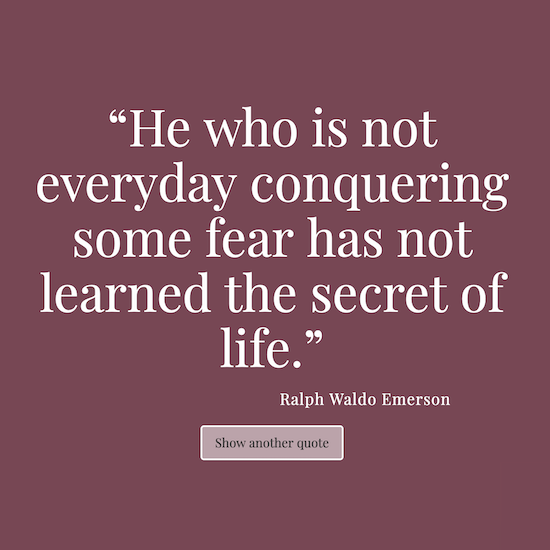 “He who is not
everyday conquering
some fear has not
learned the secret of
life.”
Ralph Waldo Emerson
Show another quote